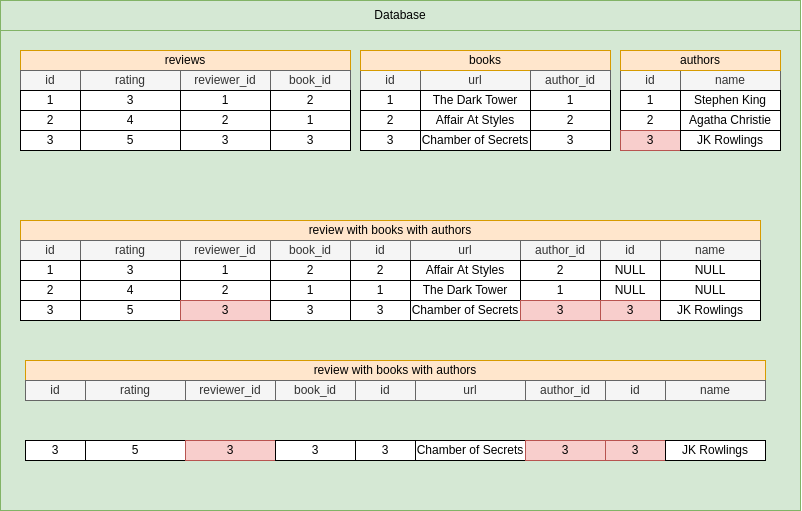 Database
reviews books authors
id rating reviewer_id book_id id url author_id id name
1 3 1 2 1 The Dark Tower 1 1 Stephen King
2 4 2 1 2 Affair At Styles 2 2 Agatha Christie
3 5 3 3 3 Chamber of Secrets 3 3 JK Rowlings
review with books with authors
id rating reviewer_id book_id id url author_id id name
1 3 1 2 2 Affair At Styles 2 NULL NULL
2 4 2 1 1 The Dark Tower 1 NULL NULL
3 5 3 3 3 Chamber of Secrets 3 3 JK Rowlings
review with books with authors
id rating reviewer_id book_id id url author_id id name
3 5 3 3 3 Chamber of Secrets 3 3 JK Rowlings